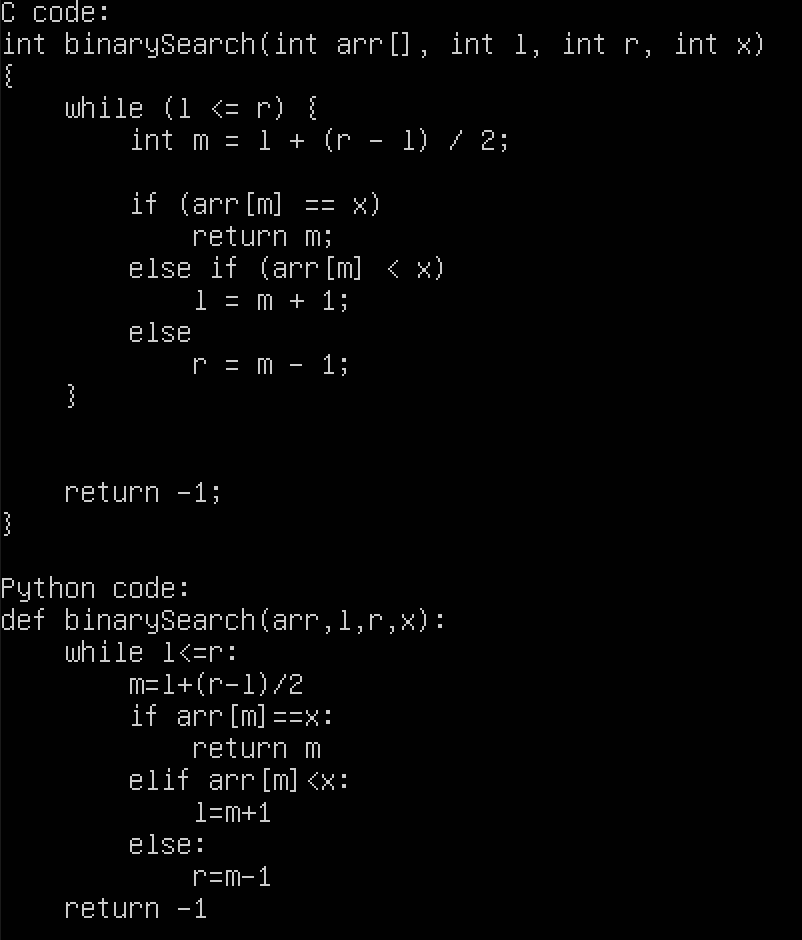 C code:
int binarySearch(int arr[], int l, int r, int x)
{
    while (l <= r) {
        int m = l + (r - l) / 2;

        if (arr[m] == x)
            return m;
        else if (arr[m] < x)
            l = m + 1;
        else
            r = m - 1;
    }


    return -1;
}

Python code:
def binarySearch(arr,l,r,x):
    while l<=r:
        m=l+(r-l)/2
        if arr[m]==x:
            return m
        elif arr[m]<x:
            l=m+1
        else:
            r=m-1
    return -1